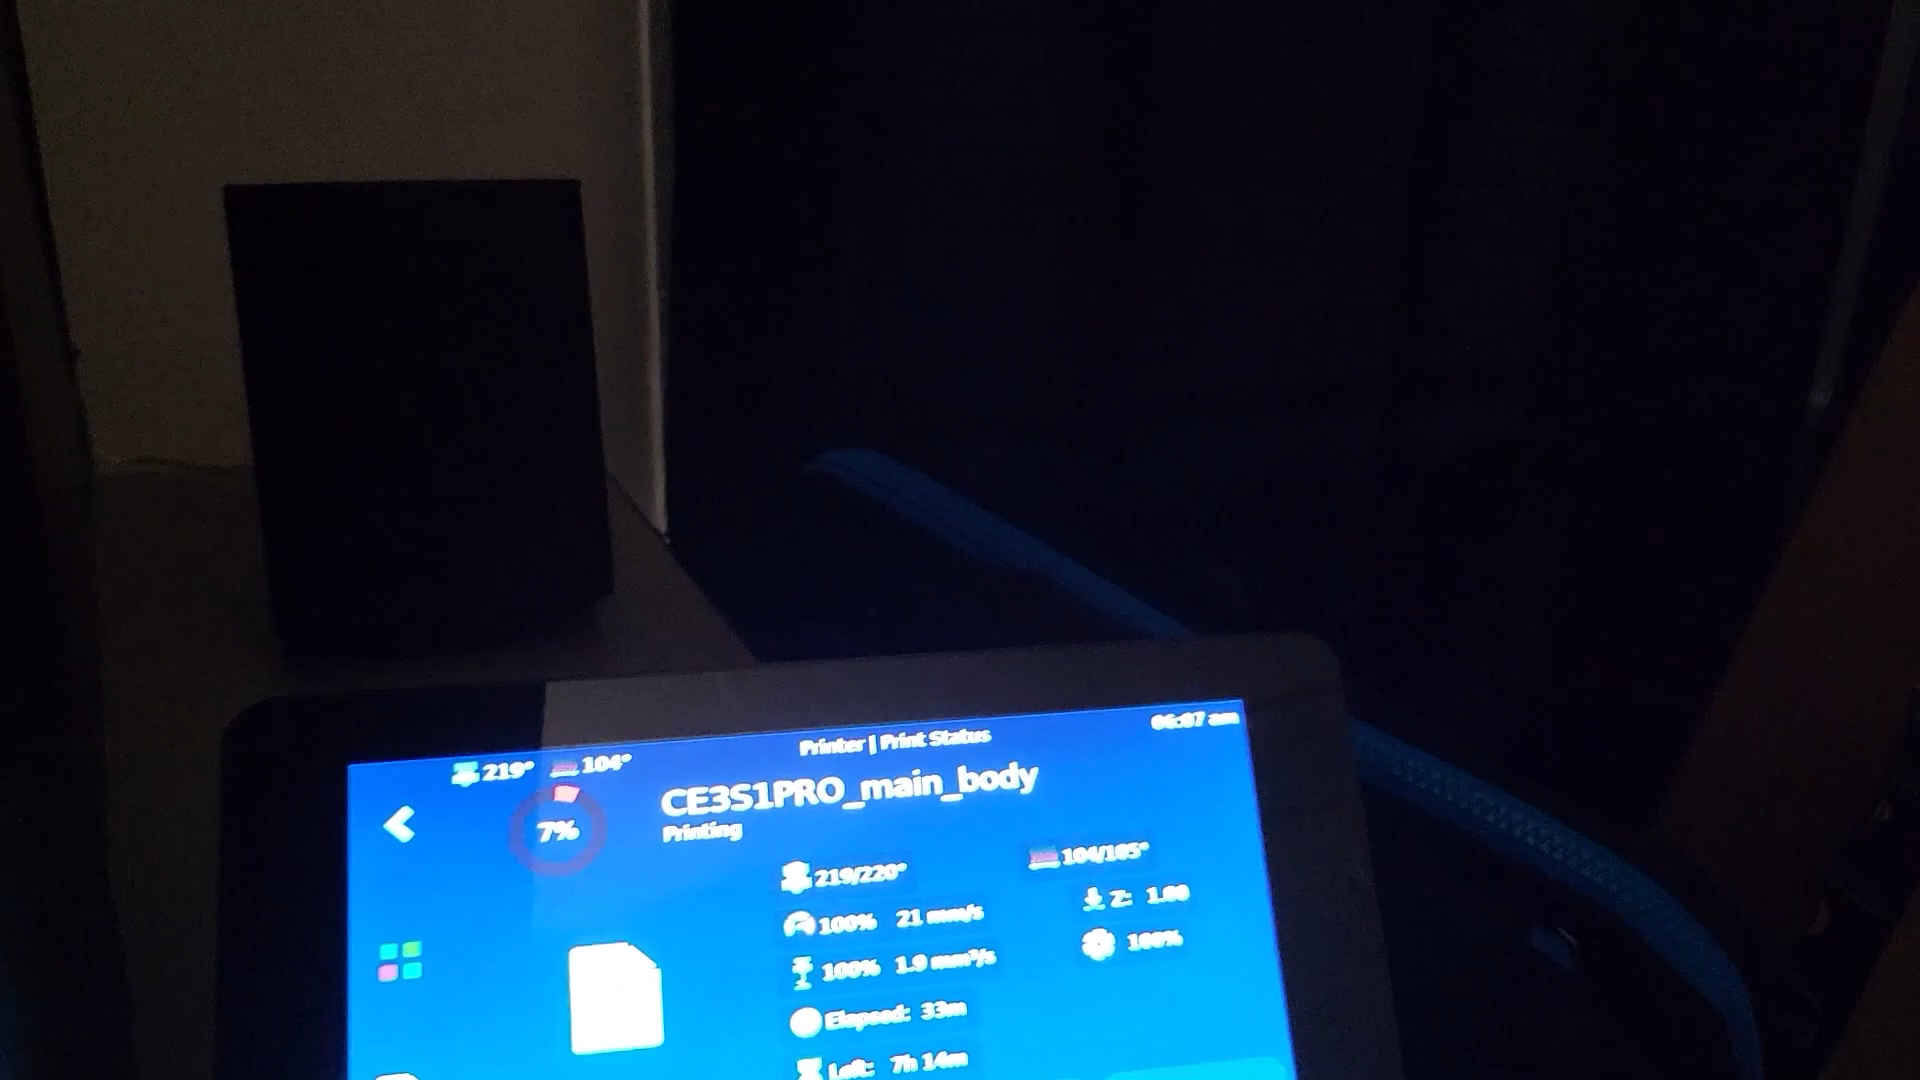 06:07 am
Printer | Print Status
219° 104°
CE3S1PRO_main_body
7%
Printing
219/220° 104/105°
100% 21 mm/s Z: 1.00
100% 1.9 mm³/s 100%
Elapsed: 33m
Left: 7h 14m